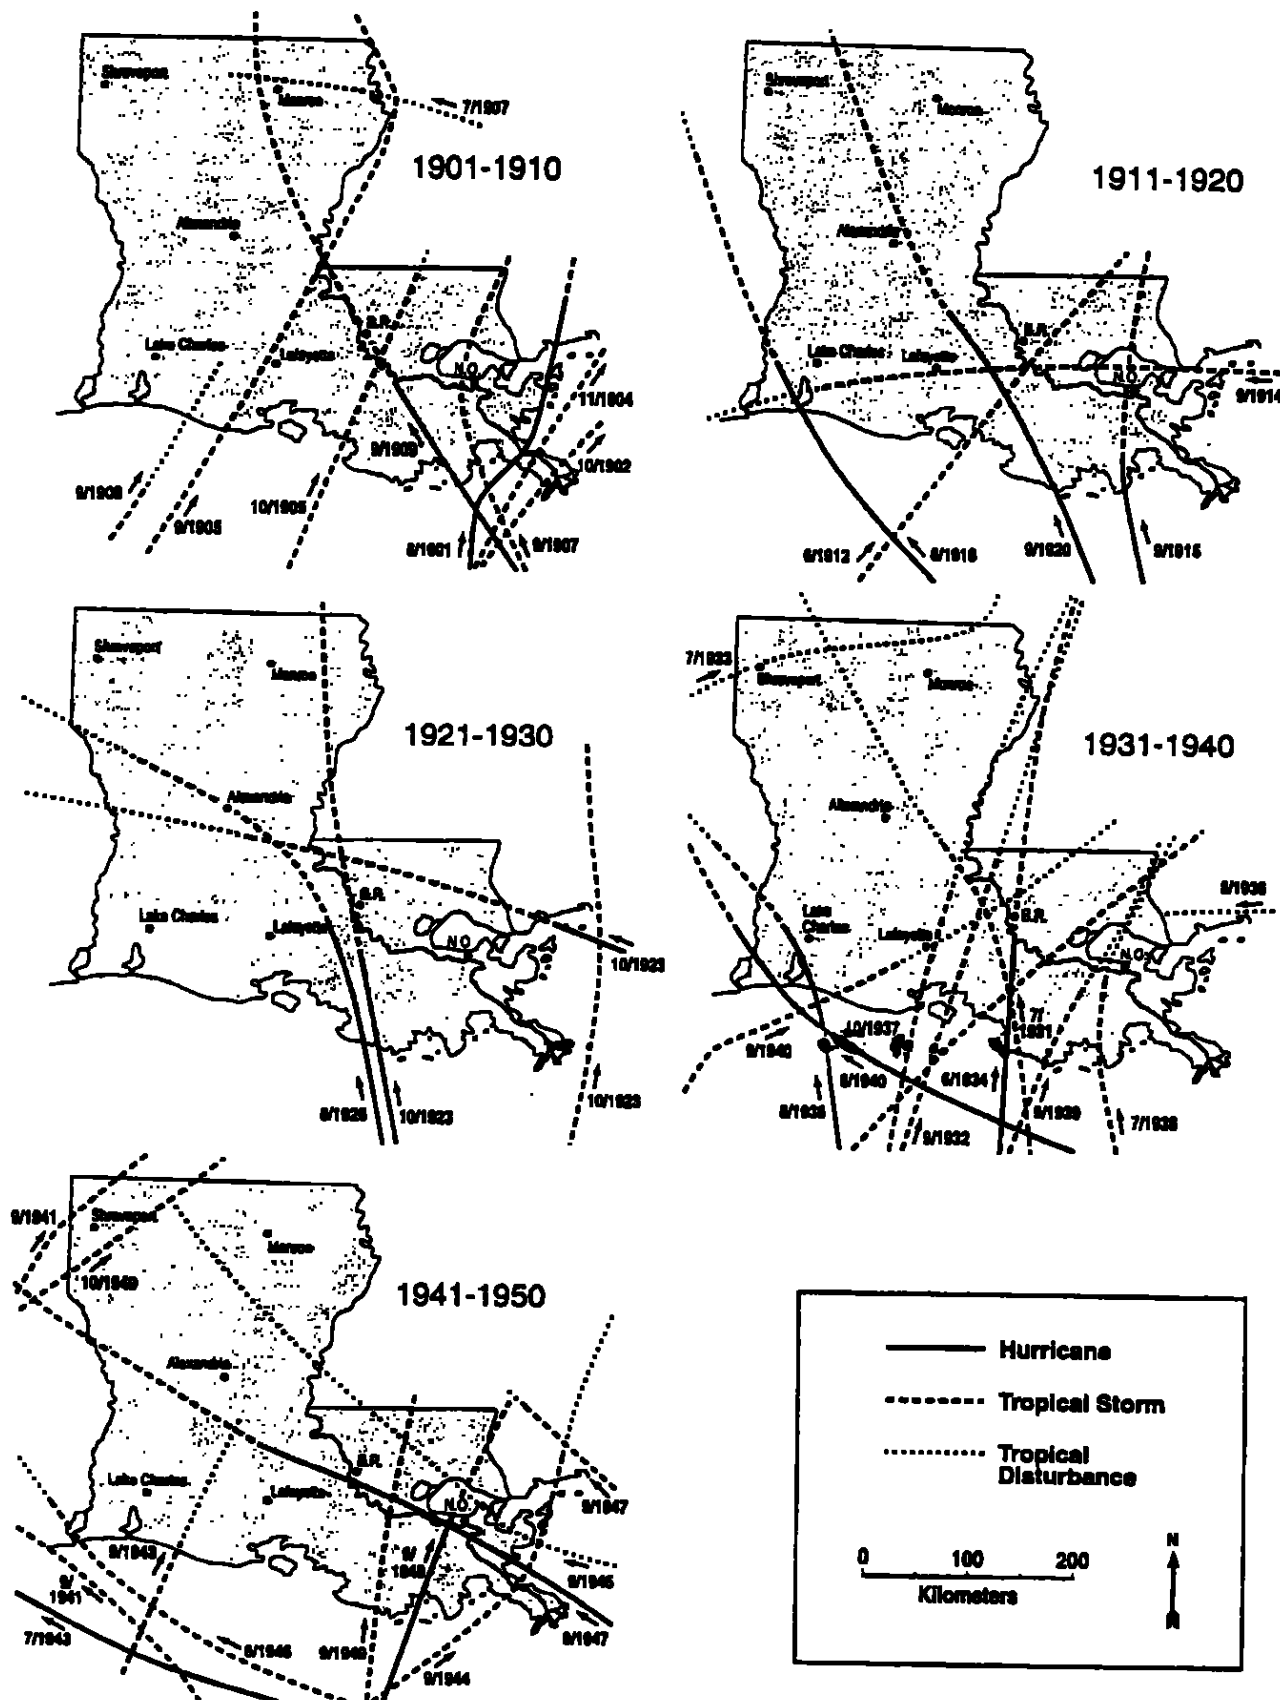 Shreveport
Monroe
7/1907
1901-1910
Alexandria
B.R.
Lake Charles
Lafayette
N.O.
11/1904
9/1909
10/1902
9/1908
9/1905
10/1905
8/1901
9/1907
Shreveport
Monroe
1911-1920
Alexandria
B.R.
Lake Charles
Lafayette
N.O.
9/1914
6/1912
8/1916
9/1920
9/1915
Shreveport
Monroe
1921-1930
Alexandria
B.R.
Lake Charles
Lafayette
N.O.
10/1923
8/1926
10/1923
10/1923
7/1933
Shreveport
Monroe
1931-1940
Alexandria
8/1936
Lake
Charles
B.R.
Lafayette
N.O.
10/1937
7/
1931
9/1940
8/1940
6/1934
8/1938
9/1932
9/1939
7/1938
9/1941
Shreveport
Monroe
10/1949
1941-1950
Alexandria
B.R.
Lake Charles
Lafayette
N.O.
9/1947
9/1943
9/
1948
9/
1941
9/1945
7/1943
8/1945
9/1949
9/1947
9/1944
Hurricane
Tropical Storm
Tropical
Disturbance
0 100 200
Kilometers
N